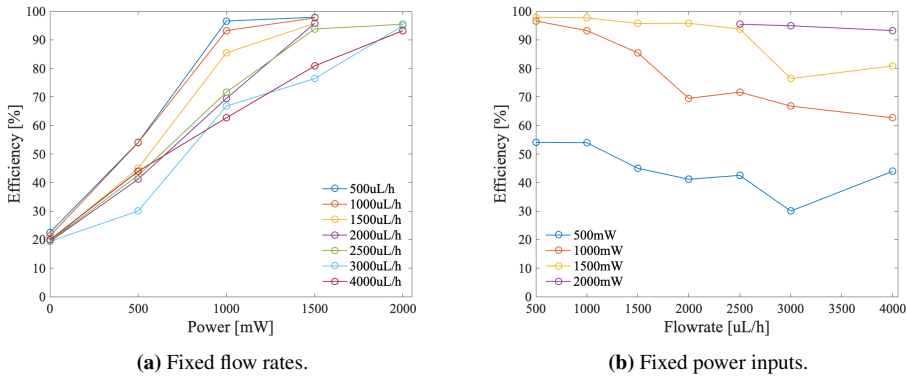 100
90
80
70
60
50
40
30
20
10
0
Efficiency [%]
500uL/h
1000uL/h
1500uL/h
2000uL/h
2500uL/h
3000uL/h
4000uL/h
0 500 1000 1500 2000
Power [mW]
(a) Fixed flow rates.
100
90
80
70
60
50
40
30
20
10
0
Efficiency [%]
500mW
1000mW
1500mW
2000mW
500 1000 1500 2000 2500 3000 3500 4000
Flowrate [uL/h]
(b) Fixed power inputs.